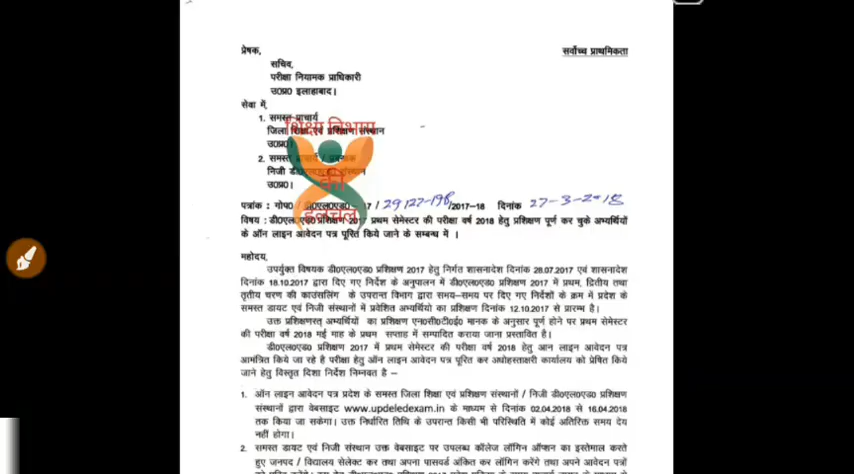 प्रेषक,
सर्वोच्च प्राथमिकता
सचिव,
परीक्षा नियामक प्राधिकारी
उ0प्र0 इलाहाबाद।
सेवा में,
1. समस्त प्राचार्य
जिला शिक्षा एवं प्रशिक्षण संस्थान
उ0प्र0।
2. समस्त प्राचार्य / प्रबन्धक
निजी डी0एल0एड0 संस्थान
उ0प्र0।
शिक्षा विभाग
की
हलचल
पत्रांक : गोप0 / डी0एल0एड0 - 17 / 29127-198/2017-18 दिनांक 27-3-2018
विषय : डी0एल0एड0 प्रशिक्षण 2017 प्रथम सेमेस्टर की परीक्षा वर्ष 2018 हेतु प्रशिक्षण पूर्ण कर चुके अभ्यर्थियों
के ऑन लाइन आवेदन पत्र पूरित किये जाने के सम्बन्ध में ।
महोदय,
उपर्युक्त विषयक डी0एल0एड0 प्रशिक्षण 2017 हेतु निर्गत शासनादेश दिनांक 28.07.2017 एवं शासनादेश
दिनांक 18.10.2017 द्वारा दिए गए निर्देश के अनुपालन में डी0एल0एड0 प्रशिक्षण 2017 में प्रथम, द्वितीय तथा
तृतीय चरण की काउंसलिंग के उपरान्त विभाग द्वारा समय-समय पर दिए गए निर्देशों के क्रम में प्रदेश के
समस्त डायट एवं निजी संस्थानों में प्रवेशित अभ्यर्थियो का प्रशिक्षण दिनांक 12.10.2017 से प्रारम्भ है।
उक्त प्रशिक्षणरत् अभ्यर्थियों का प्रशिक्षण एन0सी0टी0ई0 मानक के अनुसार पूर्ण होने पर प्रथम सेमेस्टर
की परीक्षा वर्ष 2018 मई माह के प्रथम सप्ताह में सम्पादित कराया जाना प्रस्तावित है।
डी0एल0एड0 प्रशिक्षण 2017 में प्रथम सेमेस्टर की परीक्षा वर्ष 2018 हेतु आन लाइन आवेदन पत्र
आमंत्रित किये जा रहे है परीक्षा हेतु ऑन लाइन आवेदन पत्र पूरित कर अधोहस्ताक्षरी कार्यालय को प्रेषित किये
जाने हेतु विस्तृत दिशा निर्देश निम्नवत है –
1. ऑन लाइन आवेदन पत्र प्रदेश के समस्त जिला शिक्षा एवं प्रशिक्षण संस्थानों / निजी डी0एल0एड0 प्रशिक्षण
संस्थानों द्वारा वेबसाइट www.updeledexam.in के माध्यम से दिनांक 02.04.2018 से 16.04.2018
तक किया जा सकेगा। उक्त निर्धारित तिथि के उपरान्त किसी भी परिस्थिति में कोई अतिरिक्त समय देय
नहीं होगा।
2. समस्त डायट एवं निजी संस्थान उक्त वेबसाइट पर उपलब्ध कॉलेज लॉगिन ऑप्शन का इस्तेमाल करते
हुए जनपद / विद्यालय सेलेक्ट कर तथा अपना पासवर्ड अंकित कर लॉगिन करेंगे तथा अपने आवेदन पत्रों